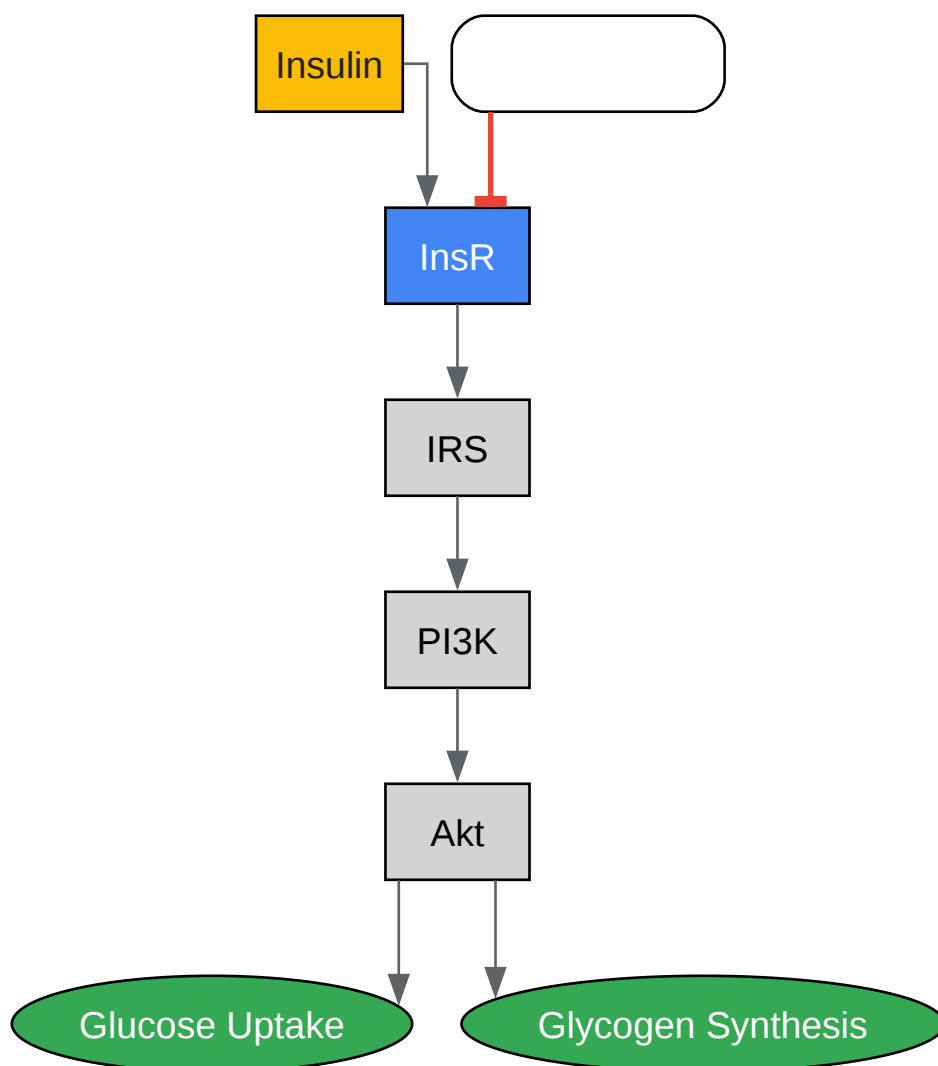 Insulin
InsR
IRS
PI3K
Akt
Glucose Uptake
Glycogen Synthesis